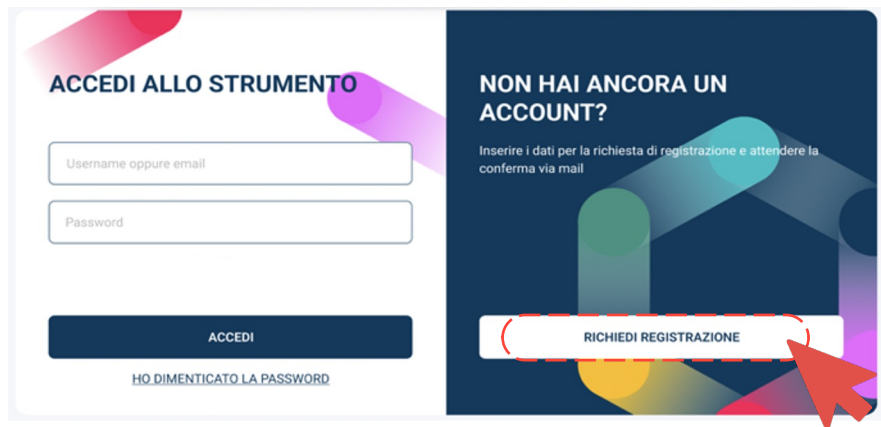 ACCEDI ALLO STRUMENTO
Username oppure email
Password
ACCEDI
HO DIMENTICATO LA PASSWORD
NON HAI ANCORA UN
ACCOUNT?
Inserire i dati per la richiesta di registrazione e attendere la
conferma via mail
RICHIEDI REGISTRAZIONE